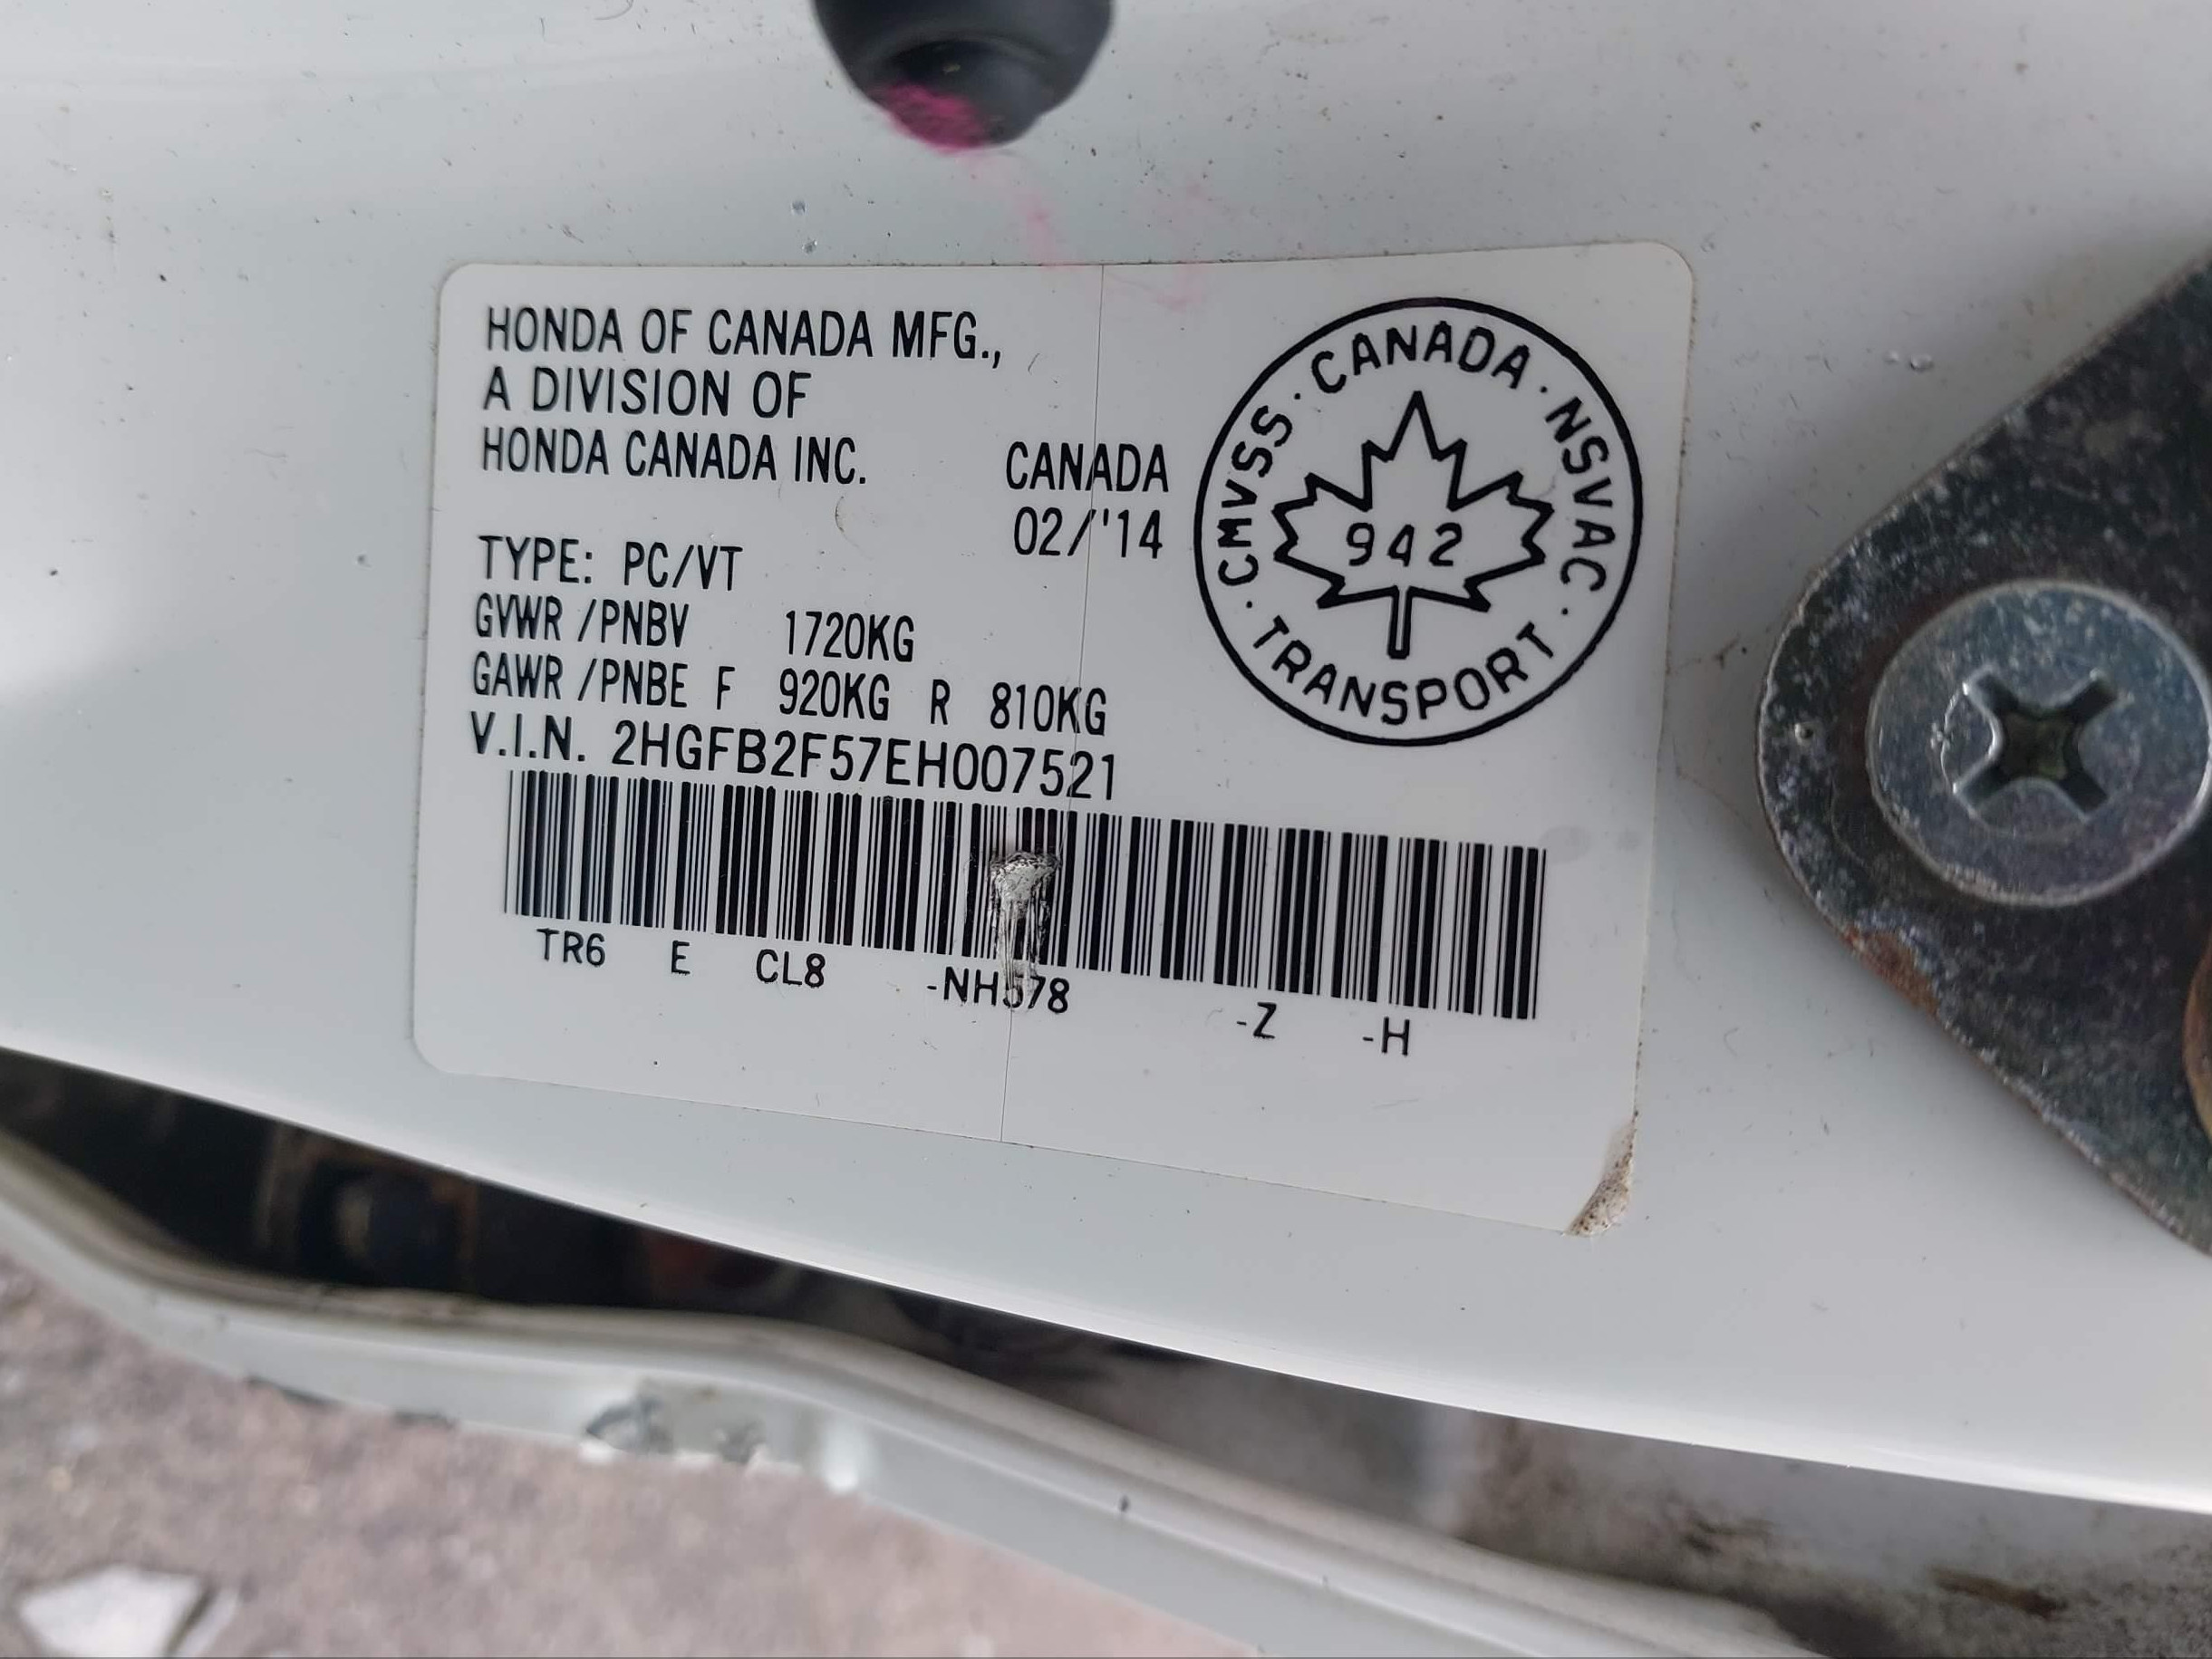 HONDA OF CANADA MFG.,
A DIVISION OF
HONDA CANADA INC.
CANADA
02/'14
TYPE: PC/VT
GVWR /PNBV 1720KG
GAWR /PNBE F 920KG R 810KG
V.I.N. 2HGFB2F57EH007521
TR6 E CL8 -NH578 -Z -H
CMVSS · CANADA · NSVAC · TRANSPORT ·
942